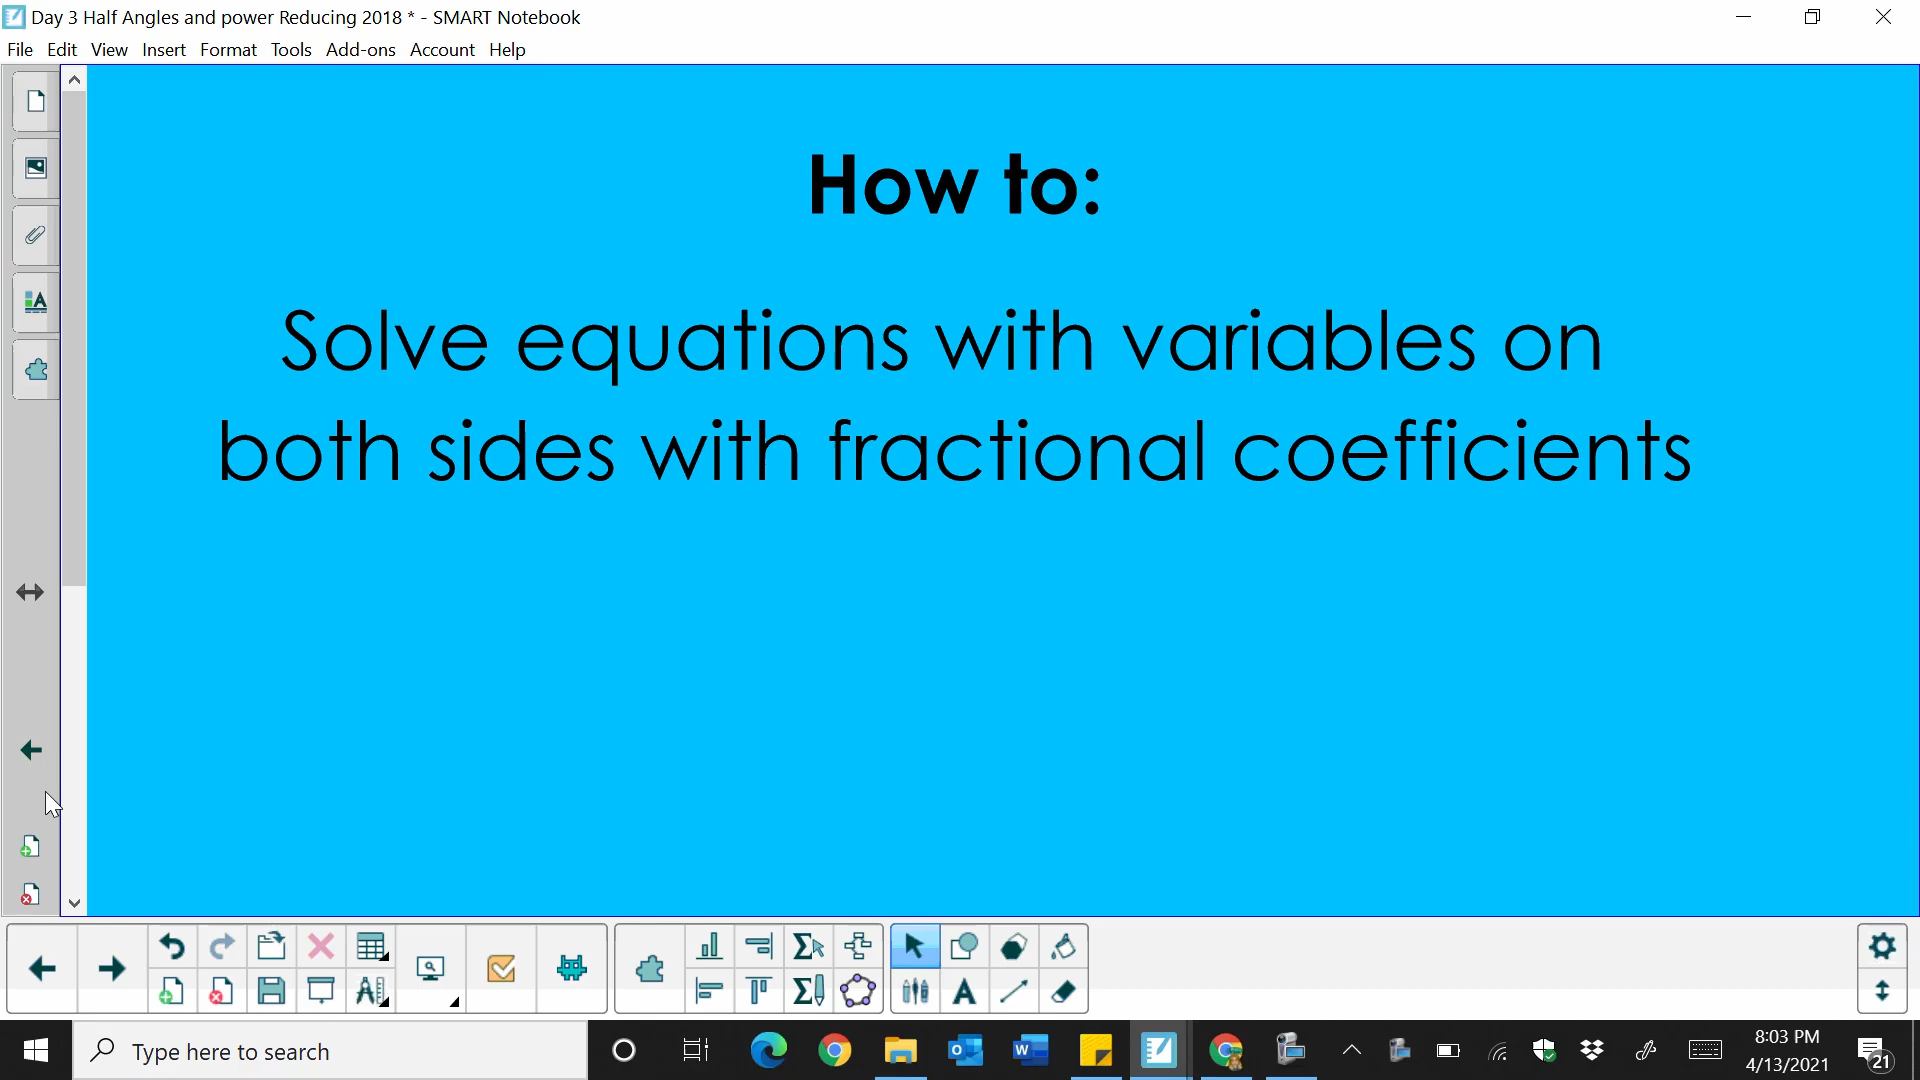 Day 3 Half Angles and power Reducing 2018 * - SMART Notebook
File Edit View Insert Format Tools Add-ons Account Help
How to:
Solve equations with variables on
both sides with fractional coefficients
Type here to search
8:03 PM
4/13/2021
21